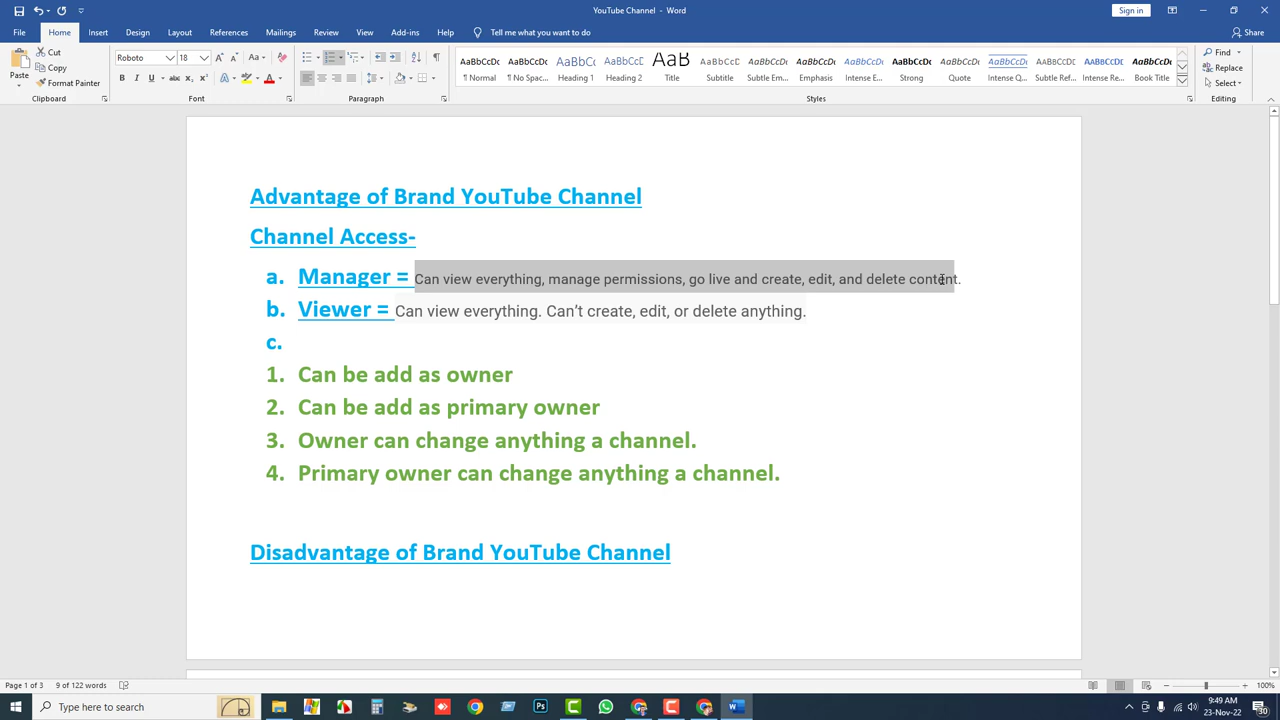 YouTube Channel - Word
Sign in
File Home Insert Design Layout References Mailings Review View Add-ins Help Tell me what you want to do Share
Paste
Cut
Copy
Format Painter
Roboto 18
AaBbCcDc AaBbCcDc AaBbC AaBbCcC AaB AaBbCcD AaBbCcDi AaBbCcDi AaBbCcDi AaBbCcDc AaBbCcDi AaBbCcDi AaBbCcDi AaBbCcDi
¶ Normal ¶ No Spac... Heading 1 Heading 2 Title Subtitle Subtle Em... Emphasis Intense E... Strong Quote Intense Q... Subtle Ref... Intense Re... Book Title
Find
Replace
Select
Clipboard Font Paragraph Styles Editing
Advantage of Brand YouTube Channel
Channel Access-
a. Manager = Can view everything, manage permissions, go live and create, edit, and delete content.
b. Viewer = Can view everything. Can't create, edit, or delete anything.
c.
1. Can be add as owner
2. Can be add as primary owner
3. Owner can change anything a channel.
4. Primary owner can change anything a channel.
Disadvantage of Brand YouTube Channel
Page 1 of 3 9 of 122 words 100%
Type here to search
9:49 AM
23-Nov-22
30